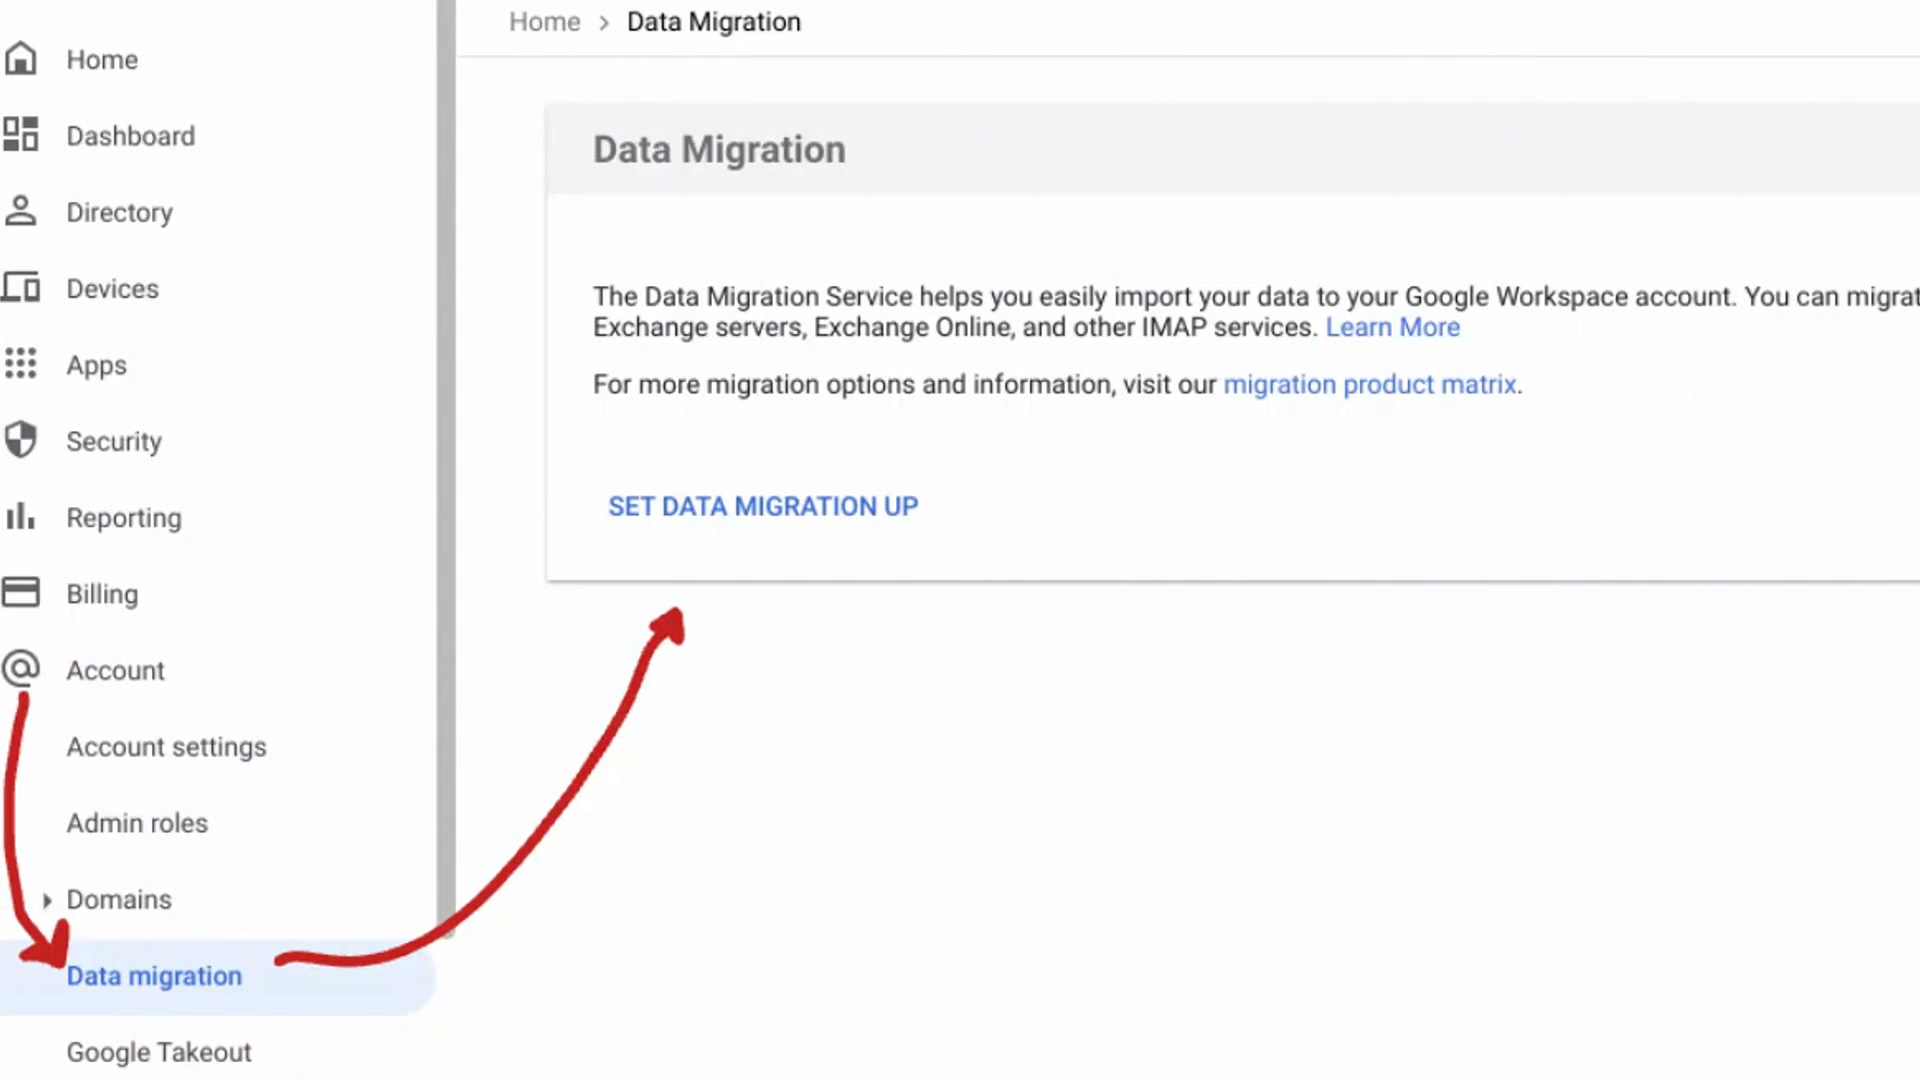 Home
Dashboard
Directory
Devices
Apps
Security
Reporting
Billing
Account
Account settings
Admin roles
Domains
Data migration
Google Takeout
Home > Data Migration
Data Migration
The Data Migration Service helps you easily import your data to your Google Workspace account. You can migrat
Exchange servers, Exchange Online, and other IMAP services. Learn More
For more migration options and information, visit our migration product matrix.
SET DATA MIGRATION UP